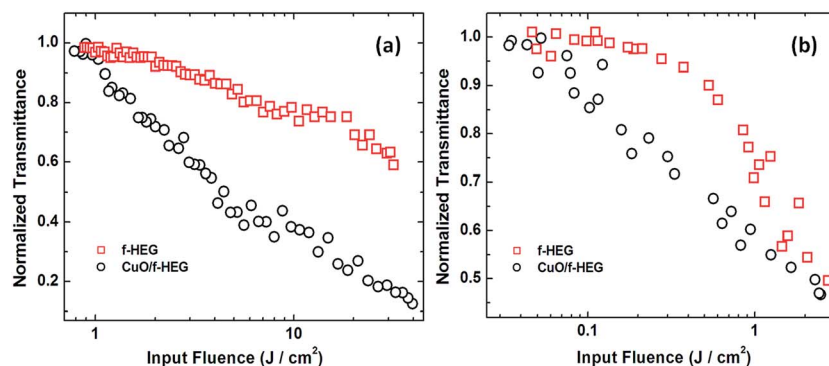 (a)
Normalized Transmittance
1.0
0.8
0.6
0.4
0.2
f-HEG
CuO/f-HEG
1
10
Input Fluence (J / cm²)
(b)
Normalized Transmittance
1.0
0.9
0.8
0.7
0.6
0.5
f-HEG
CuO/f-HEG
0.1
1
Input Fluence (J / cm²)